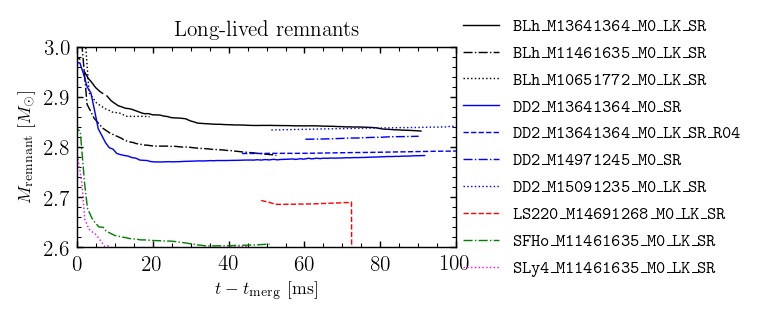 Long-lived remnants
3.0
2.9
2.8
2.7
2.6
M_remnant [M_⊙]
0 20 40 60 80 100
t − t_merg [ms]
BLh_M13641364_M0_LK_SR
BLh_M11461635_M0_LK_SR
BLh_M10651772_M0_LK_SR
DD2_M13641364_M0_SR
DD2_M13641364_M0_LK_SR_R04
DD2_M14971245_M0_SR
DD2_M15091235_M0_LK_SR
LS220_M14691268_M0_LK_SR
SFHo_M11461635_M0_LK_SR
SLy4_M11461635_M0_LK_SR